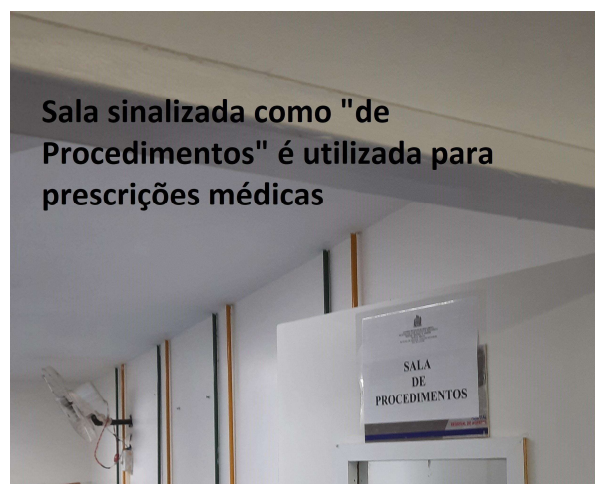 Sala sinalizada como "de
Procedimentos" é utilizada para
prescrições médicas
SALA
DE
PROCEDIMENTOS